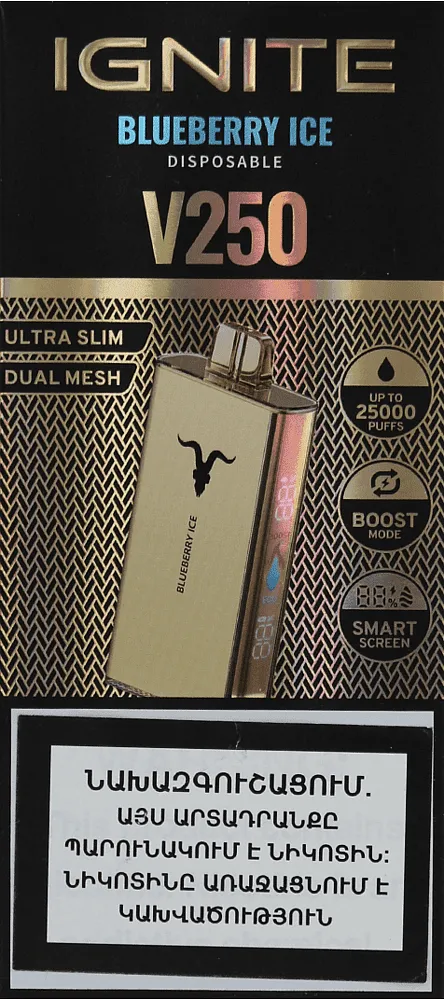 IGNITE
BLUEBERRY ICE
DISPOSABLE
V250
ULTRA SLIM
DUAL MESH
UP TO
25000
PUFFS
BOOST
MODE
SMART
SCREEN
BLUEBERRY ICE
ՆԱԽԱԶԳՈՒՇԱՑՈՒՄ.
ԱՅՍ ԱՐՏԱԴՐԱՆՔԸ
ՊԱՐՈՒՆԱԿՈՒՄ Է ՆԻԿՈՏԻՆ:
ՆԻԿՈՏԻՆԸ ԱՌԱՋԱՑՆՈՒՄ Է
ԿԱԽՎԱԾՈՒԹՅՈՒՆ